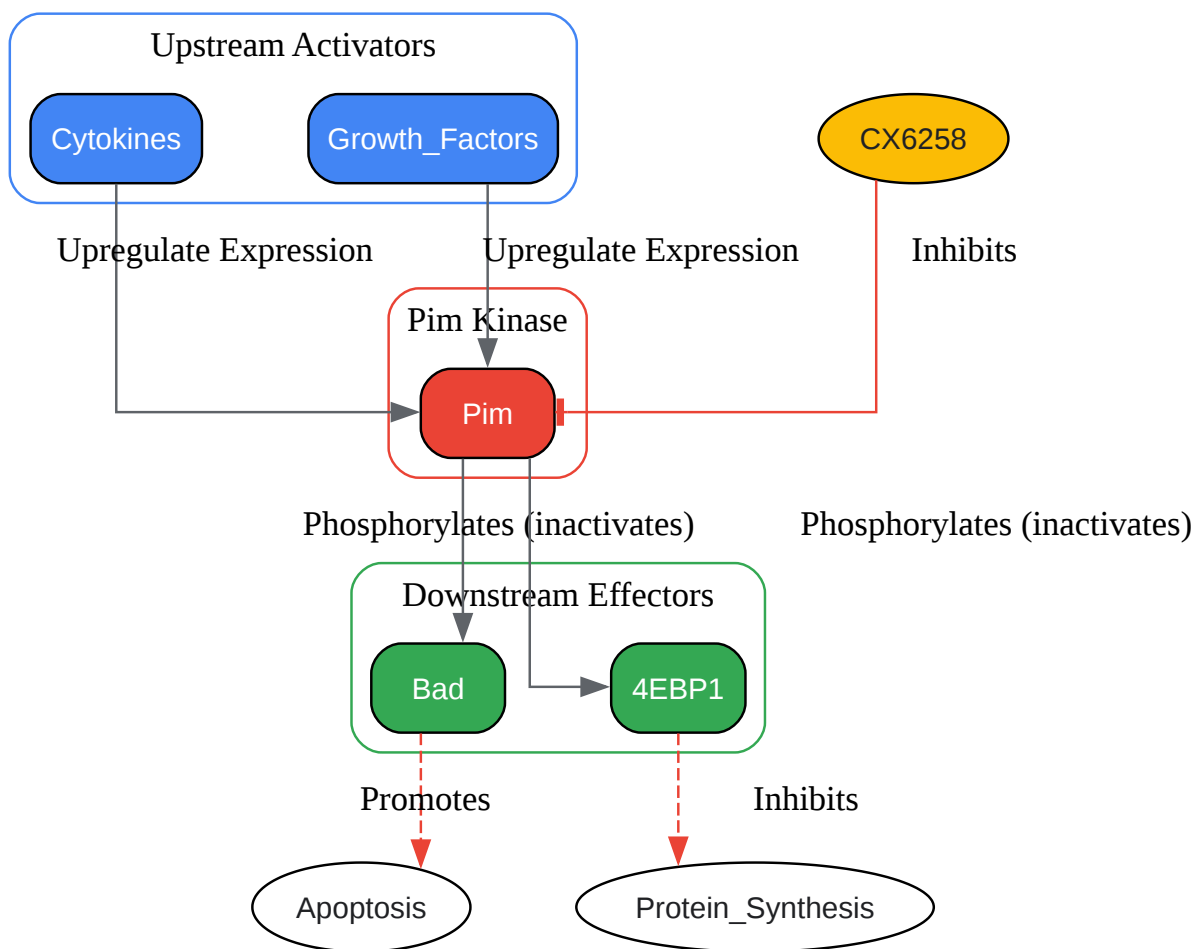 Upstream Activators
Cytokines
Growth_Factors
CX6258
Upregulate Expression
Upregulate Expression
Inhibits
Pim Kinase
Pim
Phosphorylates (inactivates)
Phosphorylates (inactivates)
Downstream Effectors
Bad
4EBP1
Promotes
Inhibits
Apoptosis
Protein_Synthesis